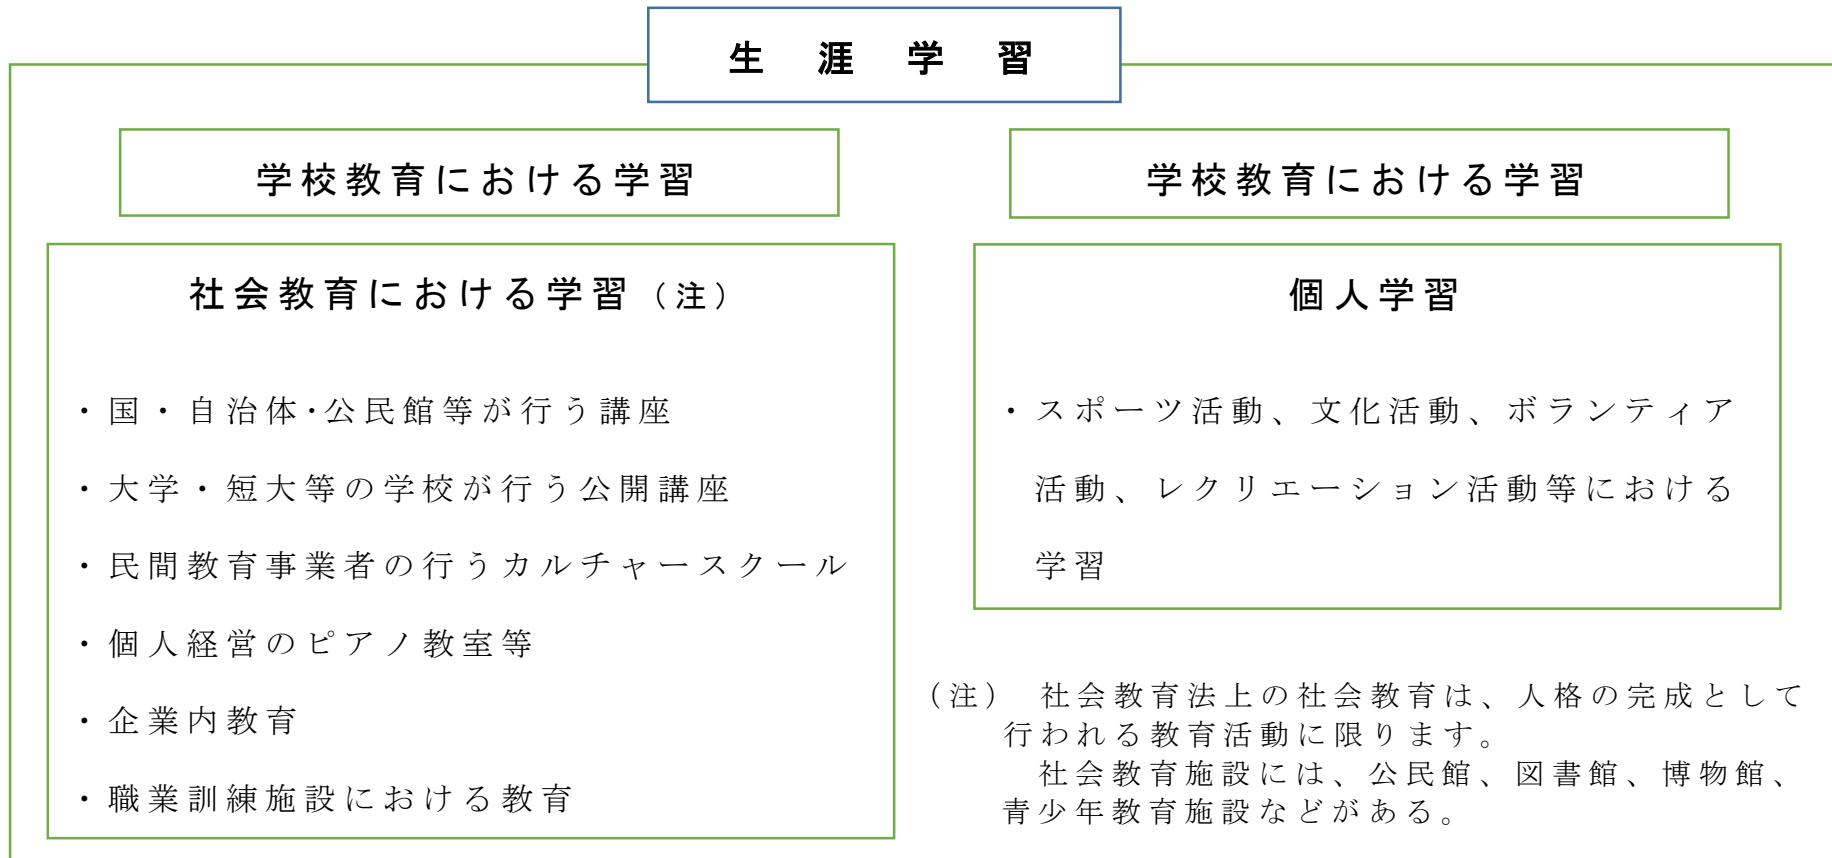 生涯学習
学校教育における学習
社会教育における学習（注）
・国・自治体・公民館等が行う講座
・大学・短大等の学校が行う公開講座
・民間教育事業者の行うカルチャースクール
・個人経営のピアノ教室等
・企業内教育
・職業訓練施設における教育
学校教育における学習
個人学習
・スポーツ活動、文化活動、ボランティア
活動、レクリエーション活動等における
学習
（注）　社会教育法上の社会教育は、人格の完成として
行われる教育活動に限ります。
社会教育施設には、公民館、図書館、博物館、
青少年教育施設などがある。